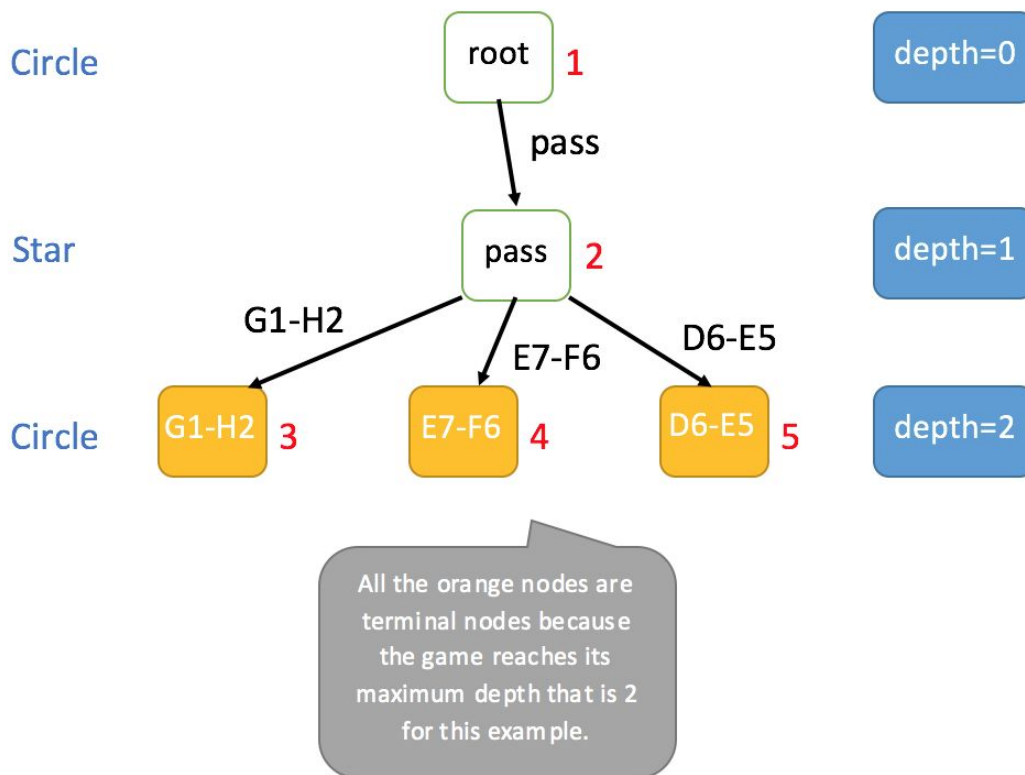 Circle
root
1
depth=0
pass
Star
pass
2
depth=1
G1-H2
E7-F6
D6-E5
Circle
G1-H2
3
E7-F6
4
D6-E5
5
depth=2
All the orange nodes are
terminal nodes because
the game reaches its
maximum depth that is 2
for this example.